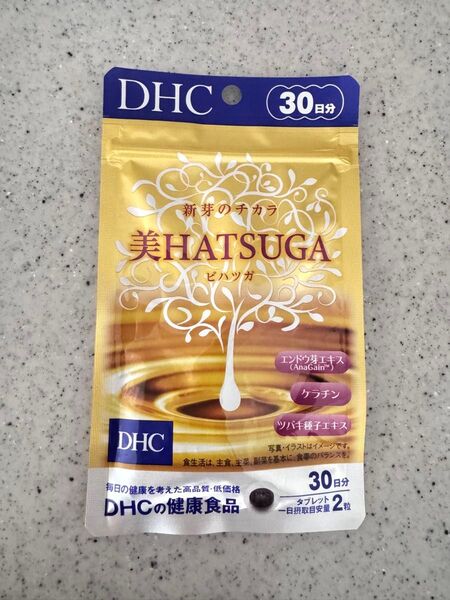 DHC
30日分
新芽のチカラ
美HATSUGA
ビハツガ
エンドウ芽エキス
(AnaGain™)
ケラチン
ツバキ種子エキス
写真・イラストはイメージです。
DHC
食生活は、主食、主菜、副菜を基本に、食事のバランスを。
毎日の健康を考えた高品質・低価格
DHCの健康食品
30日分
タブレット
一日摂取目安量 2粒